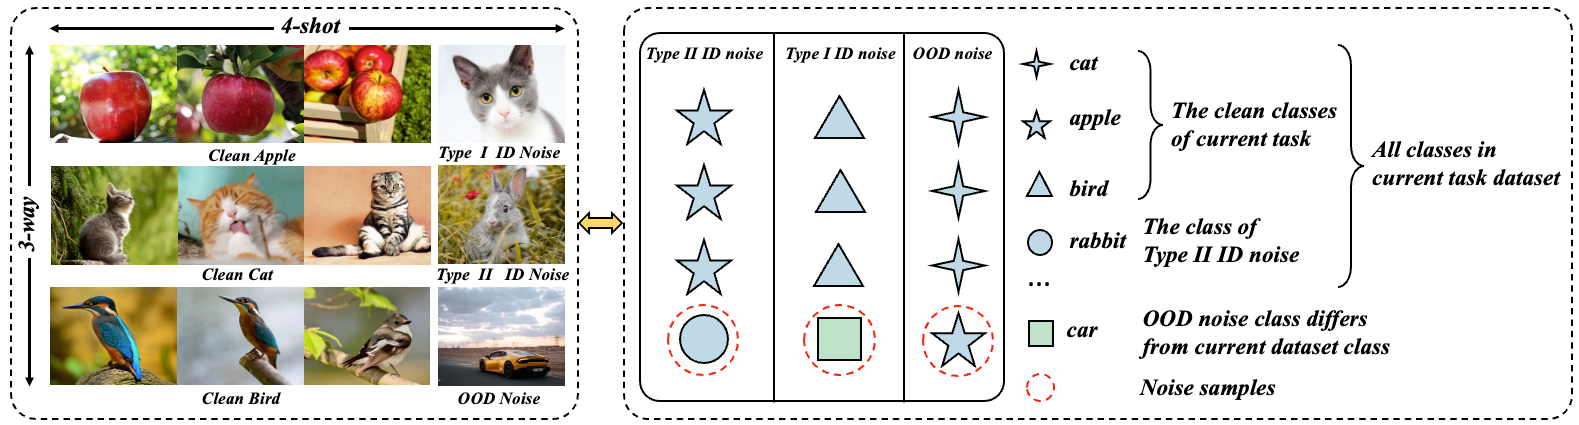 4-shot
3-way
Clean Apple
Type I ID Noise
Clean Cat
Type II ID Noise
Clean Bird
OOD Noise
Type II ID noise
Type I ID noise
OOD noise
cat
apple
bird
rabbit
...
car
The clean classes
of current task
The class of
Type II ID noise
All classes in
current task dataset
OOD noise class differs
from current dataset class
Noise samples